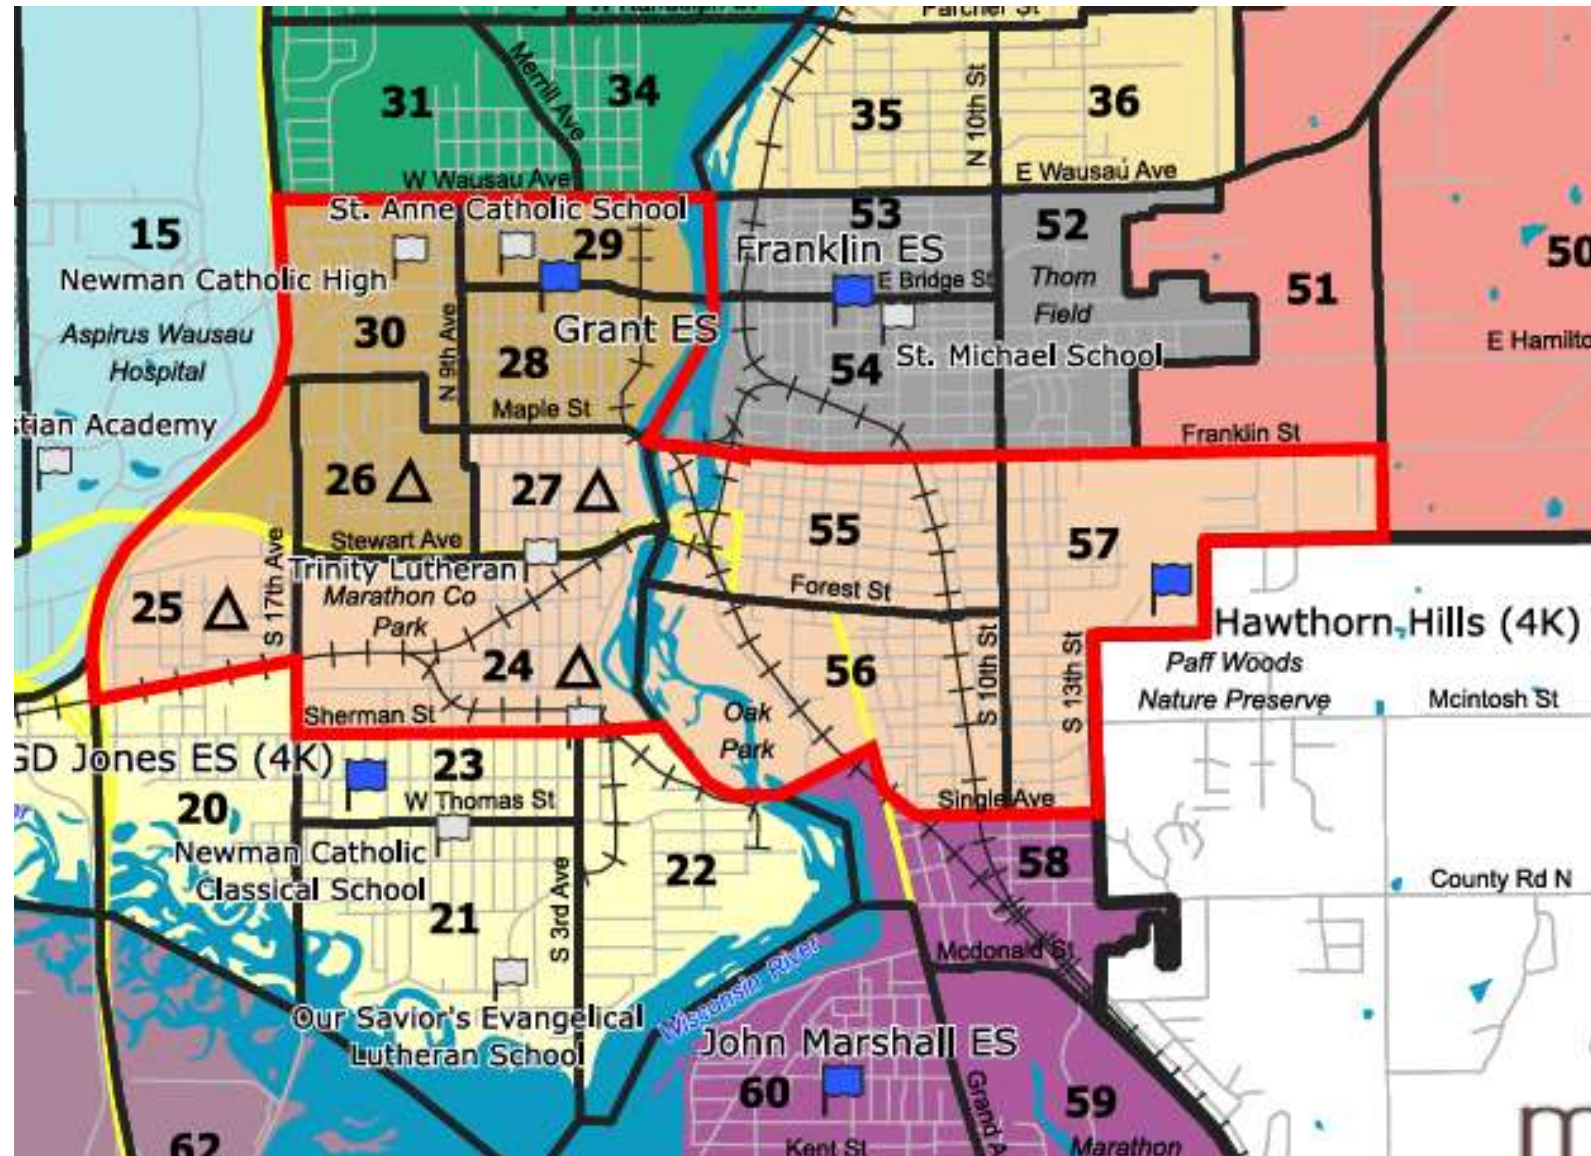 Parcher St
Merrill Ave
31
34
35
N 10th St
36
W Wausau Ave
E Wausau Ave
St. Anne Catholic School
53
52
15
29
Franklin ES
50
Newman Catholic High
E Bridge St
Thom
Field
51
Aspirus Wausau
Hospital
30
N 9th Ave
Grant ES
28
54
St. Michael School
E Hamilto
Maple St
stian Academy
Franklin St
26
27
55
57
Stewart Ave
Trinity Lutheran
Marathon Co
Park
Forest St
25
S 17th Ave
Hawthorn Hills (4K)
24
56
S 10th St
S 13th St
Paff Woods
Nature Preserve
Mcintosh St
Sherman St
Oak
Park
GD Jones ES (4K)
23
W Thomas St
Single Ave
20
Newman Catholic
Classical School
22
58
County Rd N
21
S 3rd Ave
Mcdonald St
Wisconsin River
Our Savior's Evangelical
Lutheran School
John Marshall ES
60
Grand A
59
62
Kent St
Marathon
m